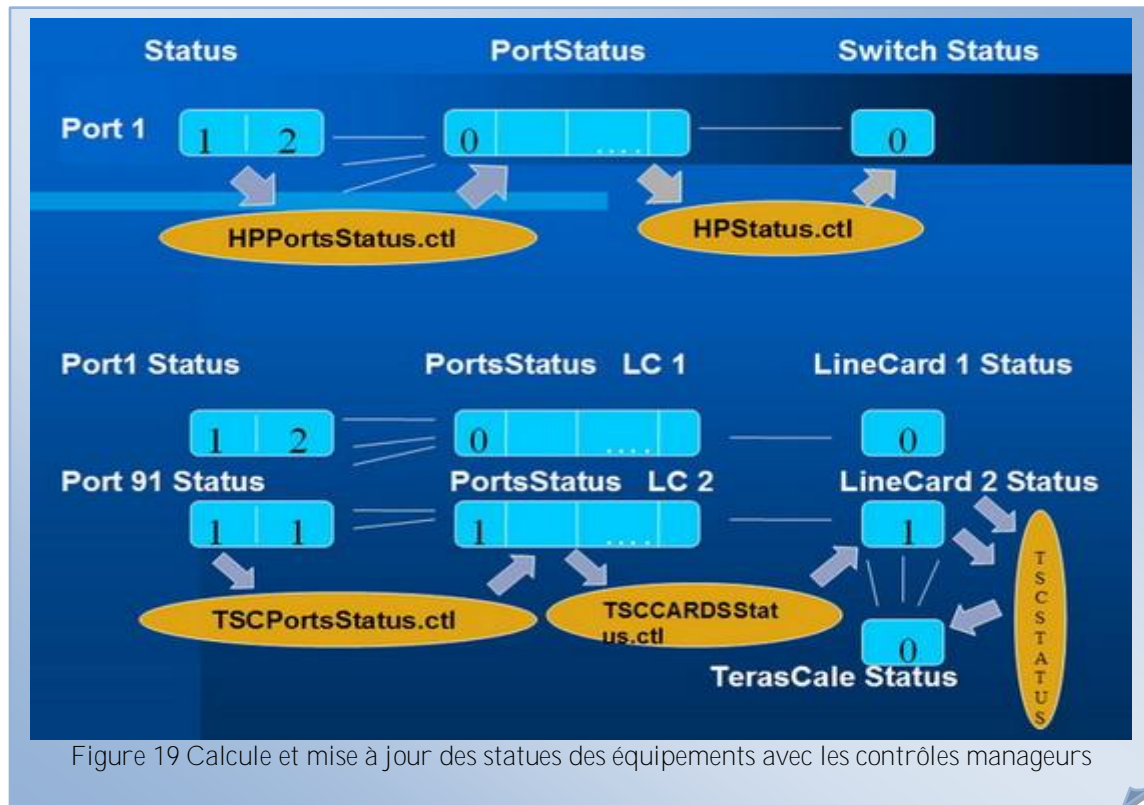 Status PortStatus Switch Status
Port 1 1 2 0 .... 0
HPPortsStatus.ctl HPStatus.ctl
Port1 Status PortsStatus LC 1 LineCard 1 Status
1 2 0 .... 0
Port 91 Status PortsStatus LC 2 LineCard 2 Status
1 1 1 .... 1
TSCPortsStatus.ctl TSCCARDSStat
us.ctl
TSCSTATUS
0
TerasCale Status
Figure 19 Calcule et mise à jour des statues des équipements avec les contrôles manageurs